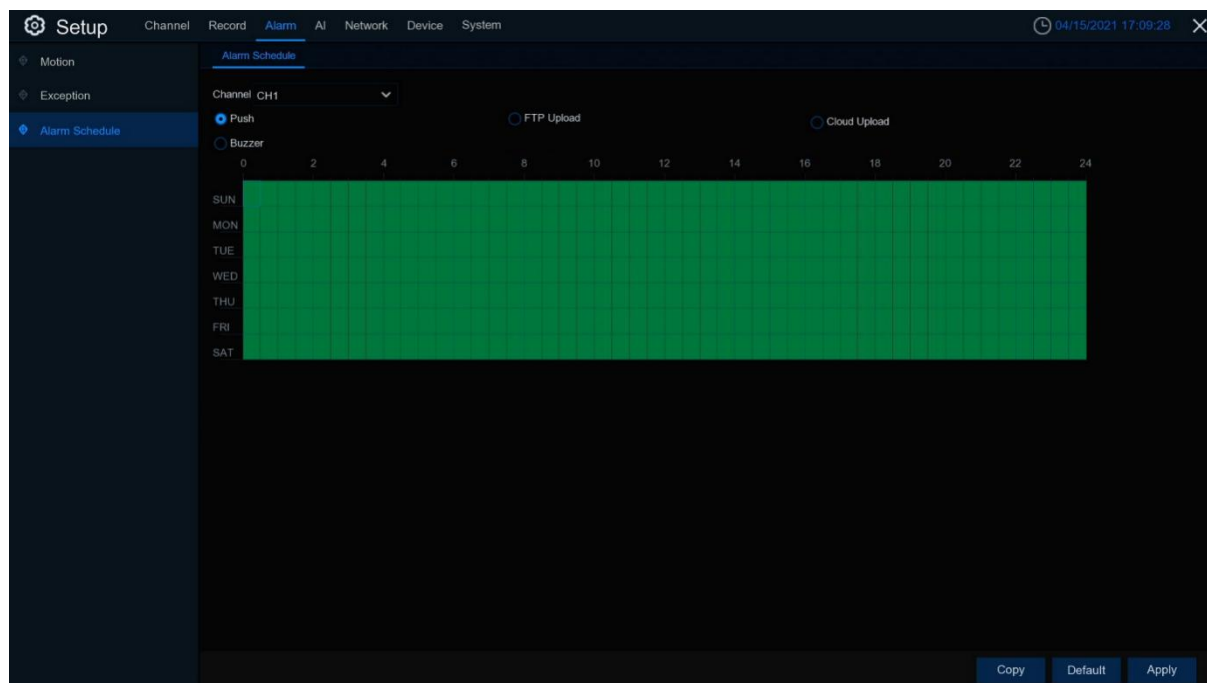 Setup Channel Record Alarm AI Network Device System 04/15/2021 17:09:28
Motion
Exception
Alarm Schedule
Alarm Schedule
Channel CH1
Push FTP Upload Cloud Upload
Buzzer
0 2 4 6 8 10 12 14 16 18 20 22 24
SUN
MON
TUE
WED
THU
FRI
SAT
Copy Default Apply